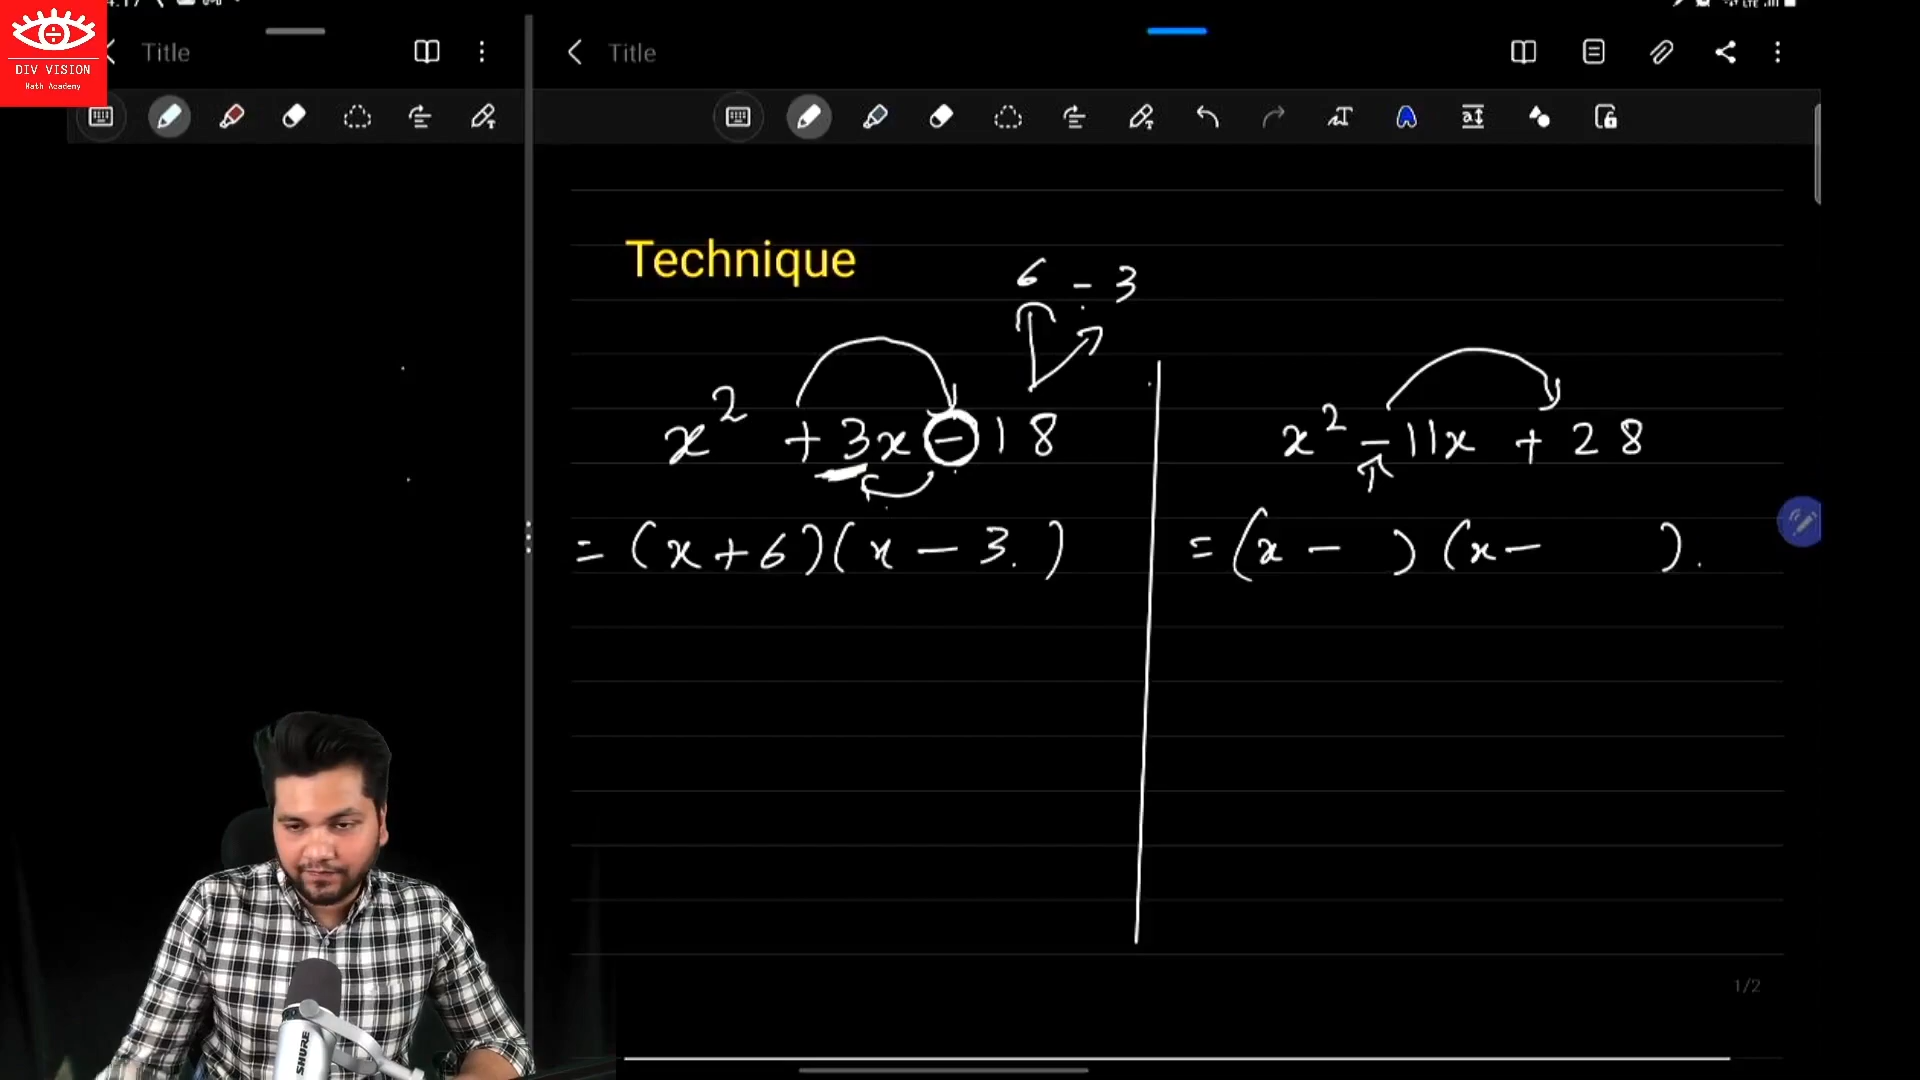 DIV VISION
Math Academy
Title
Title
Technique
6 - 3
x² + 3x - 18
= (x + 6)(x - 3.)
x² - 11x + 28
= (x -  ) (x -  ).
1/2
SHURE